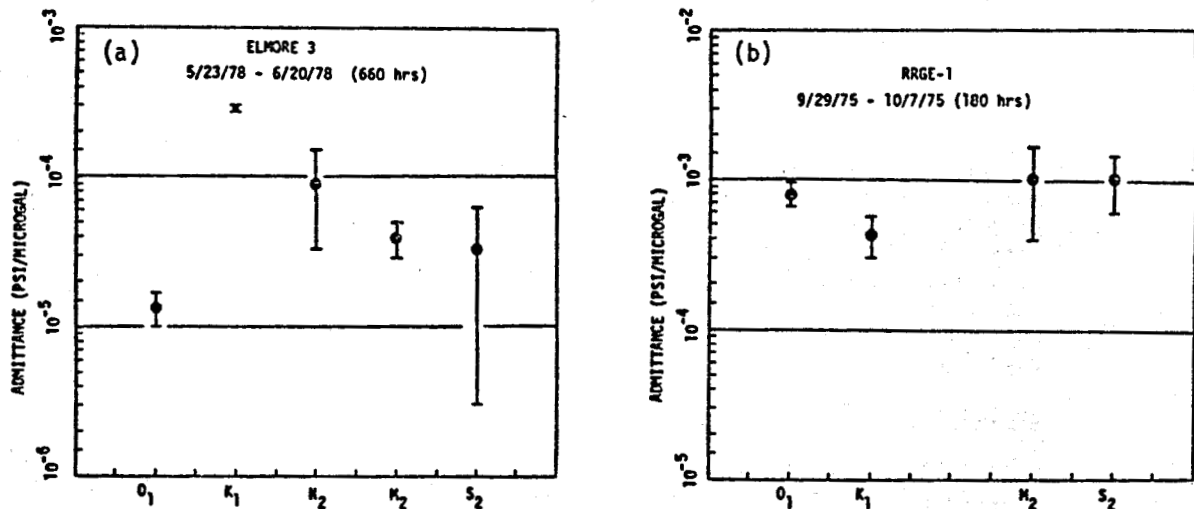 (a)
ELMORE 3
5/23/78 - 6/20/78 (660 hrs)
ADMITTANCE (PSI/MICROGAL)
10⁻³
10⁻⁴
10⁻⁵
10⁻⁶
O₁ K₁ N₂ M₂ S₂
(b)
RRGE-1
9/29/75 - 10/7/75 (180 hrs)
ADMITTANCE (PSI/MICROGAL)
10⁻²
10⁻³
10⁻⁴
10⁻⁵
O₁ K₁ M₂ S₂